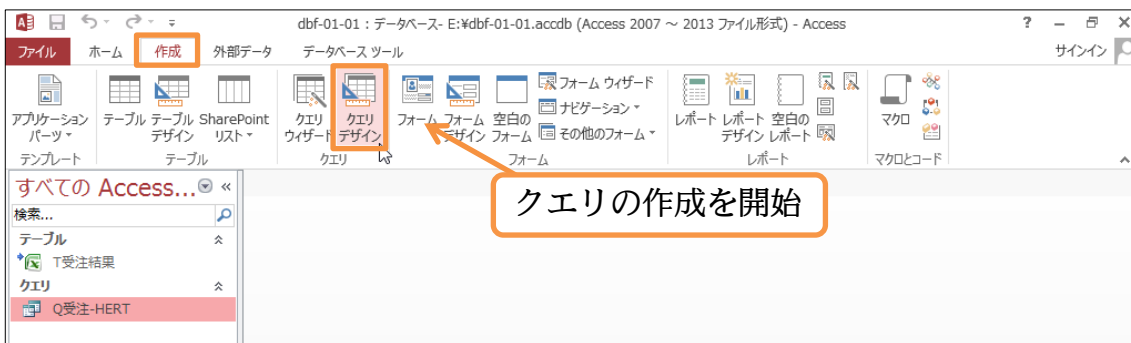 dbf-01-01 : データベース- E:¥dbf-01-01.accdb (Access 2007 ～ 2013 ファイル形式) - Access
ファイル ホーム 作成 外部データ データベース ツール サインイン
アプリケーション パーツ テーブル テーブル デザイン SharePoint リスト クエリ ウィザード クエリ デザイン フォーム フォーム デザイン 空白の フォーム フォーム ウィザード
ナビゲーション
その他のフォーム
レポート レポート デザイン 空白の レポート マクロ
テンプレート テーブル クエリ フォーム レポート マクロとコード
すべての Access...
クエリの作成を開始
検索...
テーブル
T受注結果
クエリ
Q受注-HERT